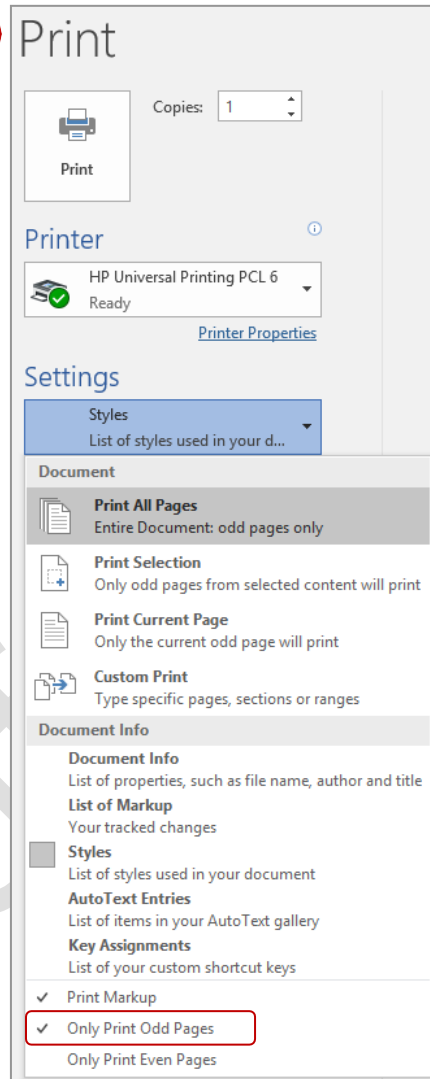 Print
Copies: 1
Print
Printer
HP Universal Printing PCL 6
Ready
Printer Properties
Settings
Styles
List of styles used in your d...
Document
Print All Pages
Entire Document: odd pages only
Print Selection
Only odd pages from selected content will print
Print Current Page
Only the current odd page will print
Custom Print
Type specific pages, sections or ranges
Document Info
Document Info
List of properties, such as file name, author and title
List of Markup
Your tracked changes
Styles
List of styles used in your document
AutoText Entries
List of items in your AutoText gallery
Key Assignments
List of your custom shortcut keys
Print Markup
Only Print Odd Pages
Only Print Even Pages